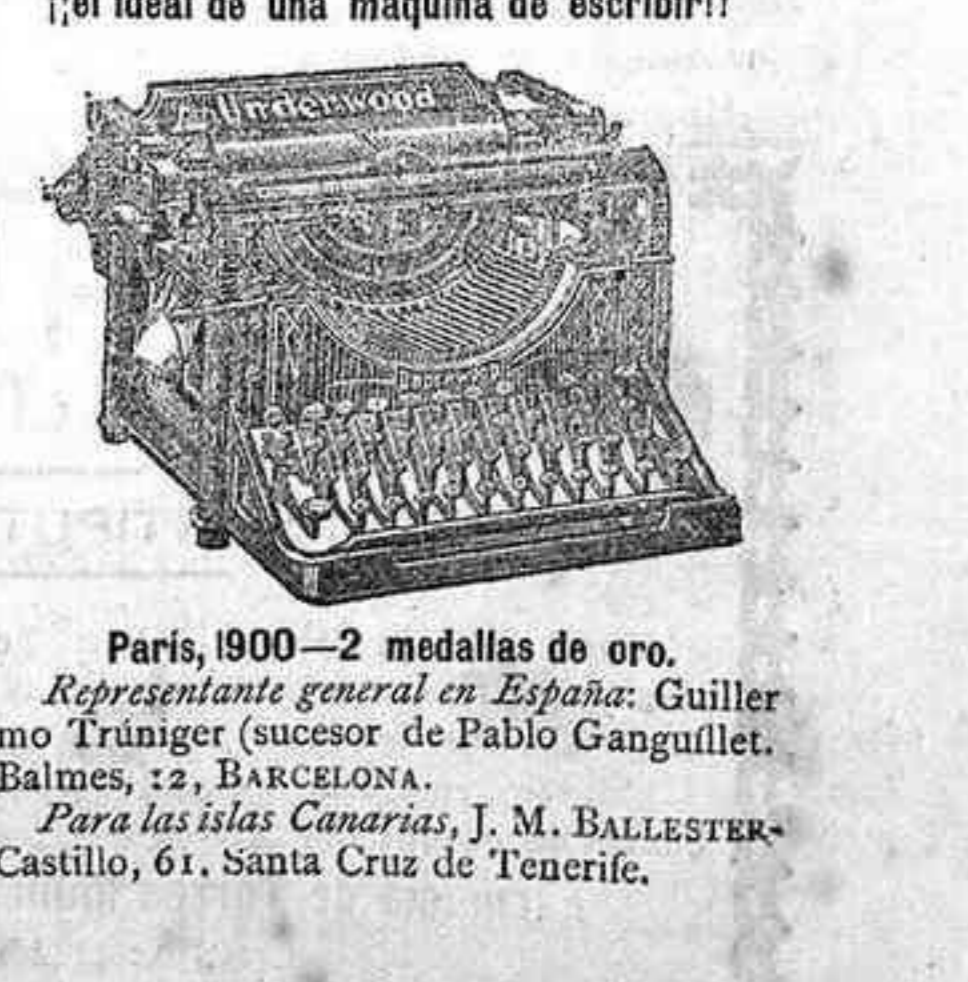 ¡¡el ideal de una máquina de escribir!!
Underwood
París, 1900—2 medallas de oro.
Representante general en España: Guiller
mo Trúniger (sucesor de Pablo Ganguíllet.
Balmes, 12, BARCELONA.
Para las islas Canarias, J. M. BALLESTER-
Castillo, 61. Santa Cruz de Tenerife.